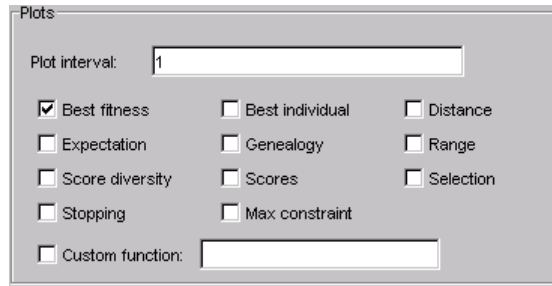 Plots
Plot interval: 1
Best fitness Best individual Distance
Expectation Genealogy Range
Score diversity Scores Selection
Stopping Max constraint
Custom function: